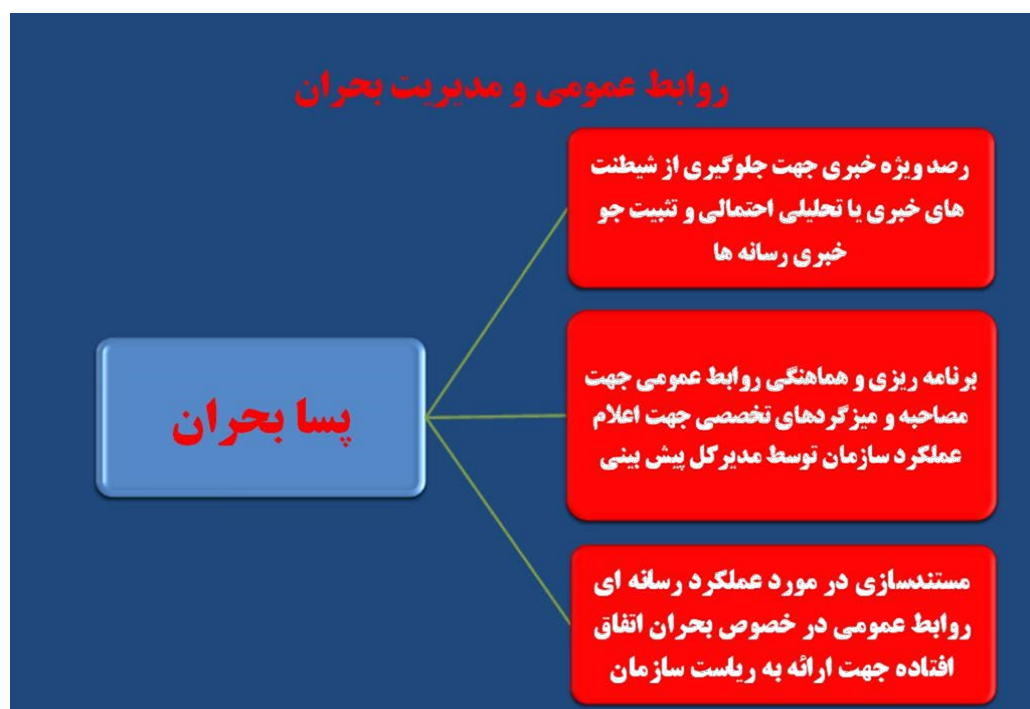 روابط عمومی و مدیریت بحران
رصد ویژه خبری جهت جلوگیری از شیطنت
های خبری یا تحلیلی احتمالی و تثبیت جو
خبری رسانه ها
برنامه ریزی و هماهنگی روابط عمومی جهت
مصاحبه و میزگردهای تخصصی جهت اعلام
عملکرد سازمان توسط مدیرکل پیش بینی
پسا بحران
مستندسازی در مورد عملکرد رسانه ای
روابط عمومی در خصوص بحران اتفاق
افتاده جهت ارائه به ریاست سازمان